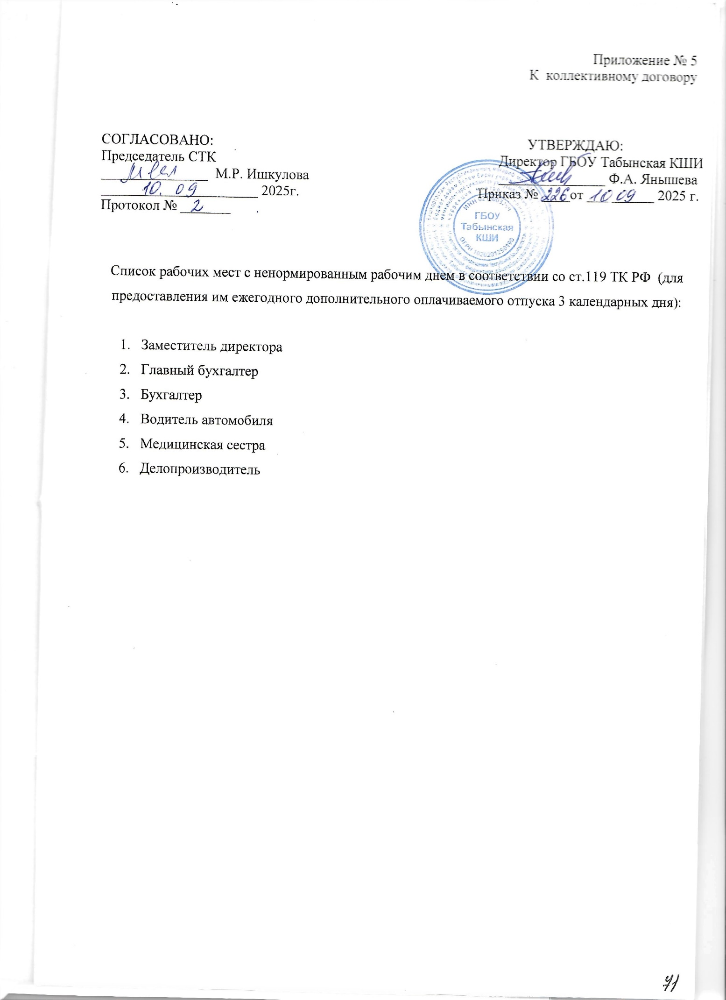 Приложение № 5
К коллективному договору
СОГЛАСОВАНО:
Председатель СТК
М.Р. Ишкулова
10. 09 2025г.
Протокол № 2
УТВЕРЖДАЮ:
Директор ГБОУ Табынская КШИ
Ф.А. Янышева
Приказ № 226 от 10 09 2025 г.
ГБОУ
Табынская
КШИ
Список рабочих мест с ненормированным рабочим днем в соответствии со ст.119 ТК РФ (для
предоставления им ежегодного дополнительного оплачиваемого отпуска 3 календарных дня):
1. Заместитель директора
2. Главный бухгалтер
3. Бухгалтер
4. Водитель автомобиля
5. Медицинская сестра
6. Делопроизводитель
71